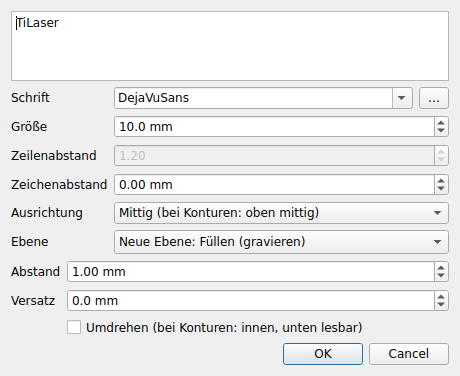 TiLaser
Schrift DejaVuSans ...
Größe 10.0 mm
Zeilenabstand 1.20
Zeichenabstand 0.00 mm
Ausrichtung Mittig (bei Konturen: oben mittig)
Ebene Neue Ebene: Füllen (gravieren)
Abstand 1.00 mm
Versatz 0.0 mm
Umdrehen (bei Konturen: innen, unten lesbar)
OK Cancel